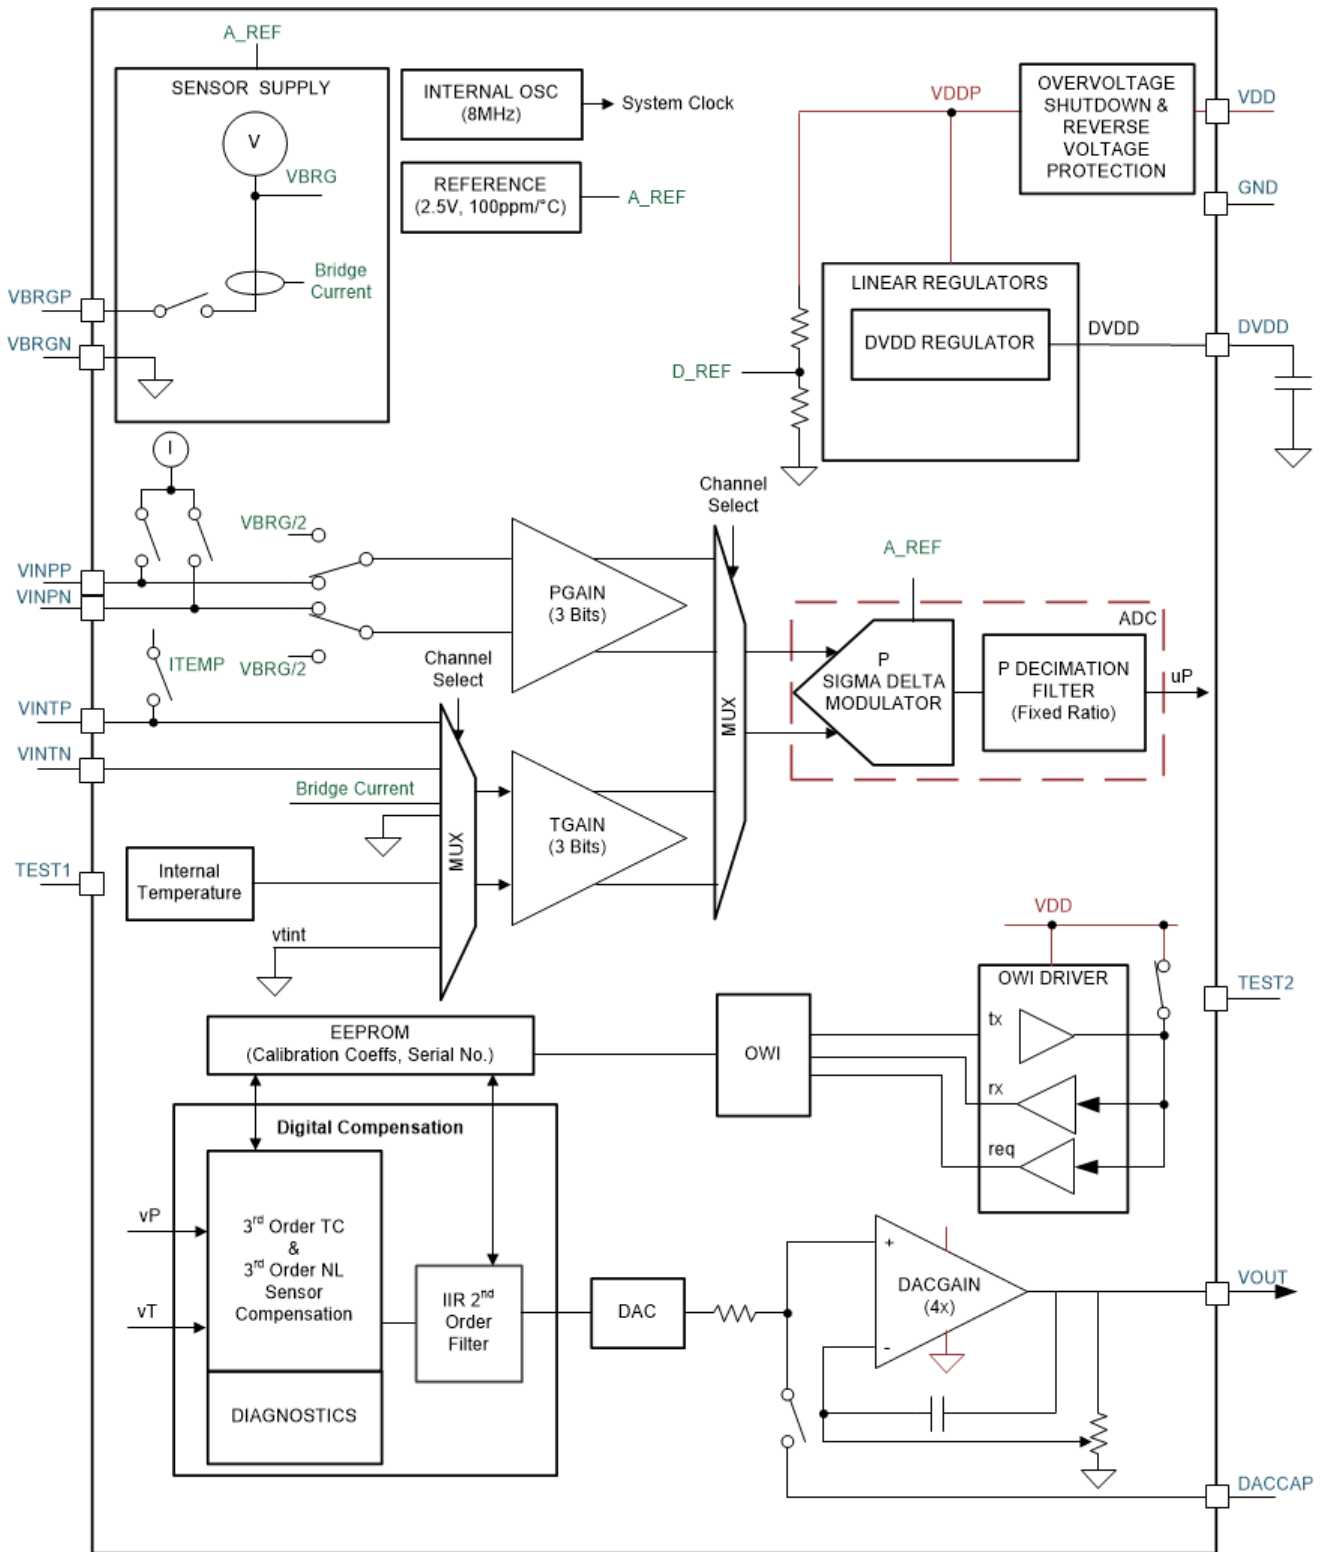 A_REF
SENSOR SUPPLY
V
VBRG
Bridge
Current
VBRGP
VBRGN
INTERNAL OSC
(8MHz)
System Clock
REFERENCE
(2.5V, 100ppm/°C)
A_REF
VDDP
OVERVOLTAGE
SHUTDOWN &
REVERSE
VOLTAGE
PROTECTION
VDD
GND
LINEAR REGULATORS
DVDD REGULATOR
DVDD
DVDD
D_REF
I
VBRG/2
VINPP
VINPN
VBRG/2
ITEMP
VINTP
VINTN
PGAIN
(3 Bits)
Channel
Select
Channel
Select
MUX
A_REF
ADC
P
SIGMA DELTA
MODULATOR
P DECIMATION
FILTER
(Fixed Ratio)
uP
Bridge Current
MUX
TGAIN
(3 Bits)
TEST1
Internal
Temperature
vtint
VDD
OWI DRIVER
tx
rx
req
TEST2
OWI
EEPROM
(Calibration Coeffs, Serial No.)
Digital Compensation
vP
vT
3rd Order TC
&
3rd Order NL
Sensor
Compensation
DIAGNOSTICS
IIR 2nd
Order
Filter
DAC
+
DACGAIN
(4x)
-
VOUT
DACCAP